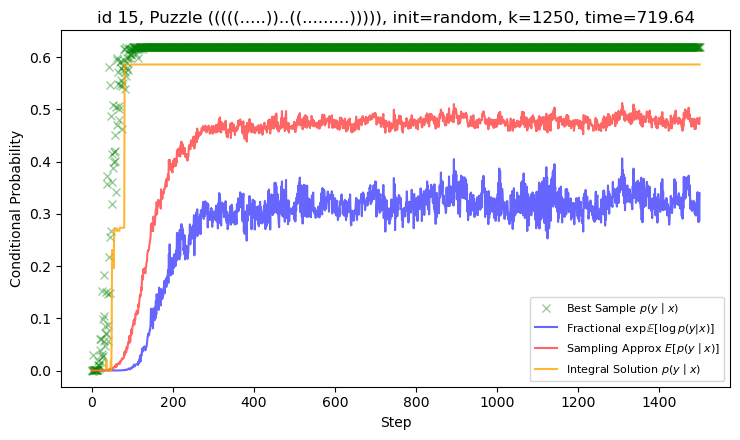 id 15, Puzzle (((((.....))..((.........))))), init=random, k=1250, time=719.64
Conditional Probability
0.6
0.5
0.4
0.3
0.2
0.1
0.0
Best Sample p(y | x)
Fractional exp 𝔼[log p(y|x)]
Sampling Approx E[p(y | x)]
Integral Solution p(y | x)
0 200 400 600 800 1000 1200 1400
Step